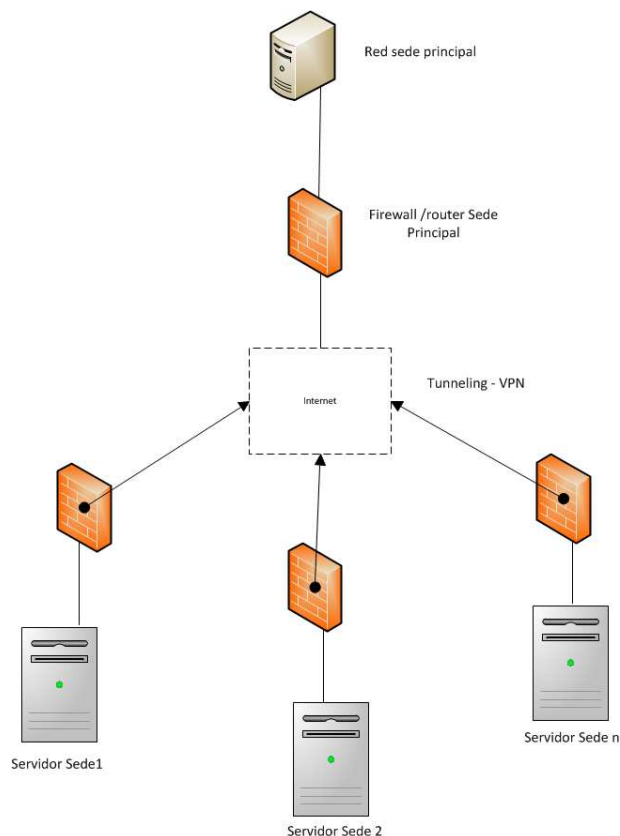 Red sede principal
Firewall /router Sede
Principal
Tunneling - VPN
Internet
Servidor Sede1
Servidor Sede 2
Servidor Sede n